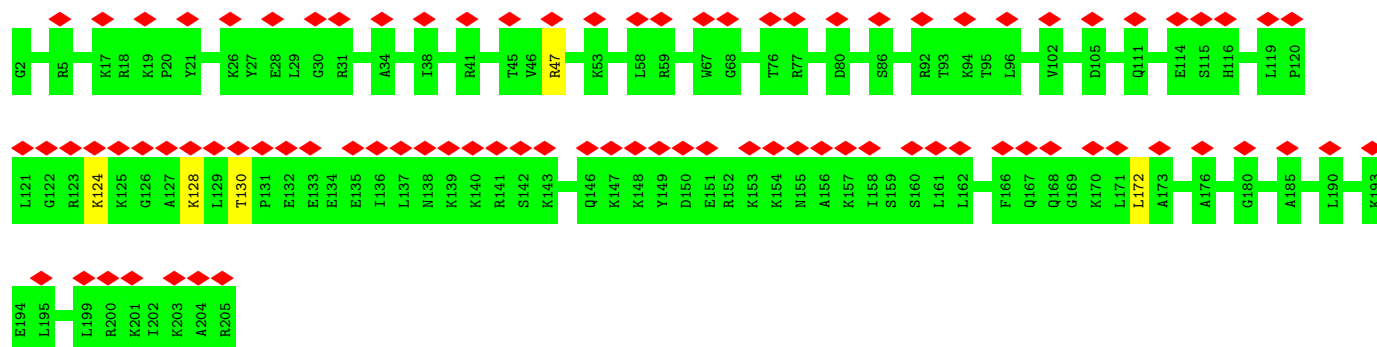 G2 R5 K17 R18 K19 P20 Y21 K26 Y27 E28 L29 G30 R31 A34 I38 R41 T45 V46 R47 K53 L58 R59 W67 G68 T76 R77 D80 S86 R92 T93 K94 T95 L96 V102 D105 Q111 E114 S115 H116 L119 P120
L121 G122 R123 K124 K125 G126 A127 K128 L129 T130 P131 E132 E133 E134 E135 I136 L137 N138 K139 K140 R141 S142 K143 Q146 K147 K148 Y149 D150 E151 R152 K153 K154 N155 A156 K157 I158 S159 S160 L161 L162 F166 Q167 Q168 G169 K170 L171 L172 A173 A176 G180 A185 L190 K193
E194 L195 L199 R200 K201 I202 K203 A204 R205